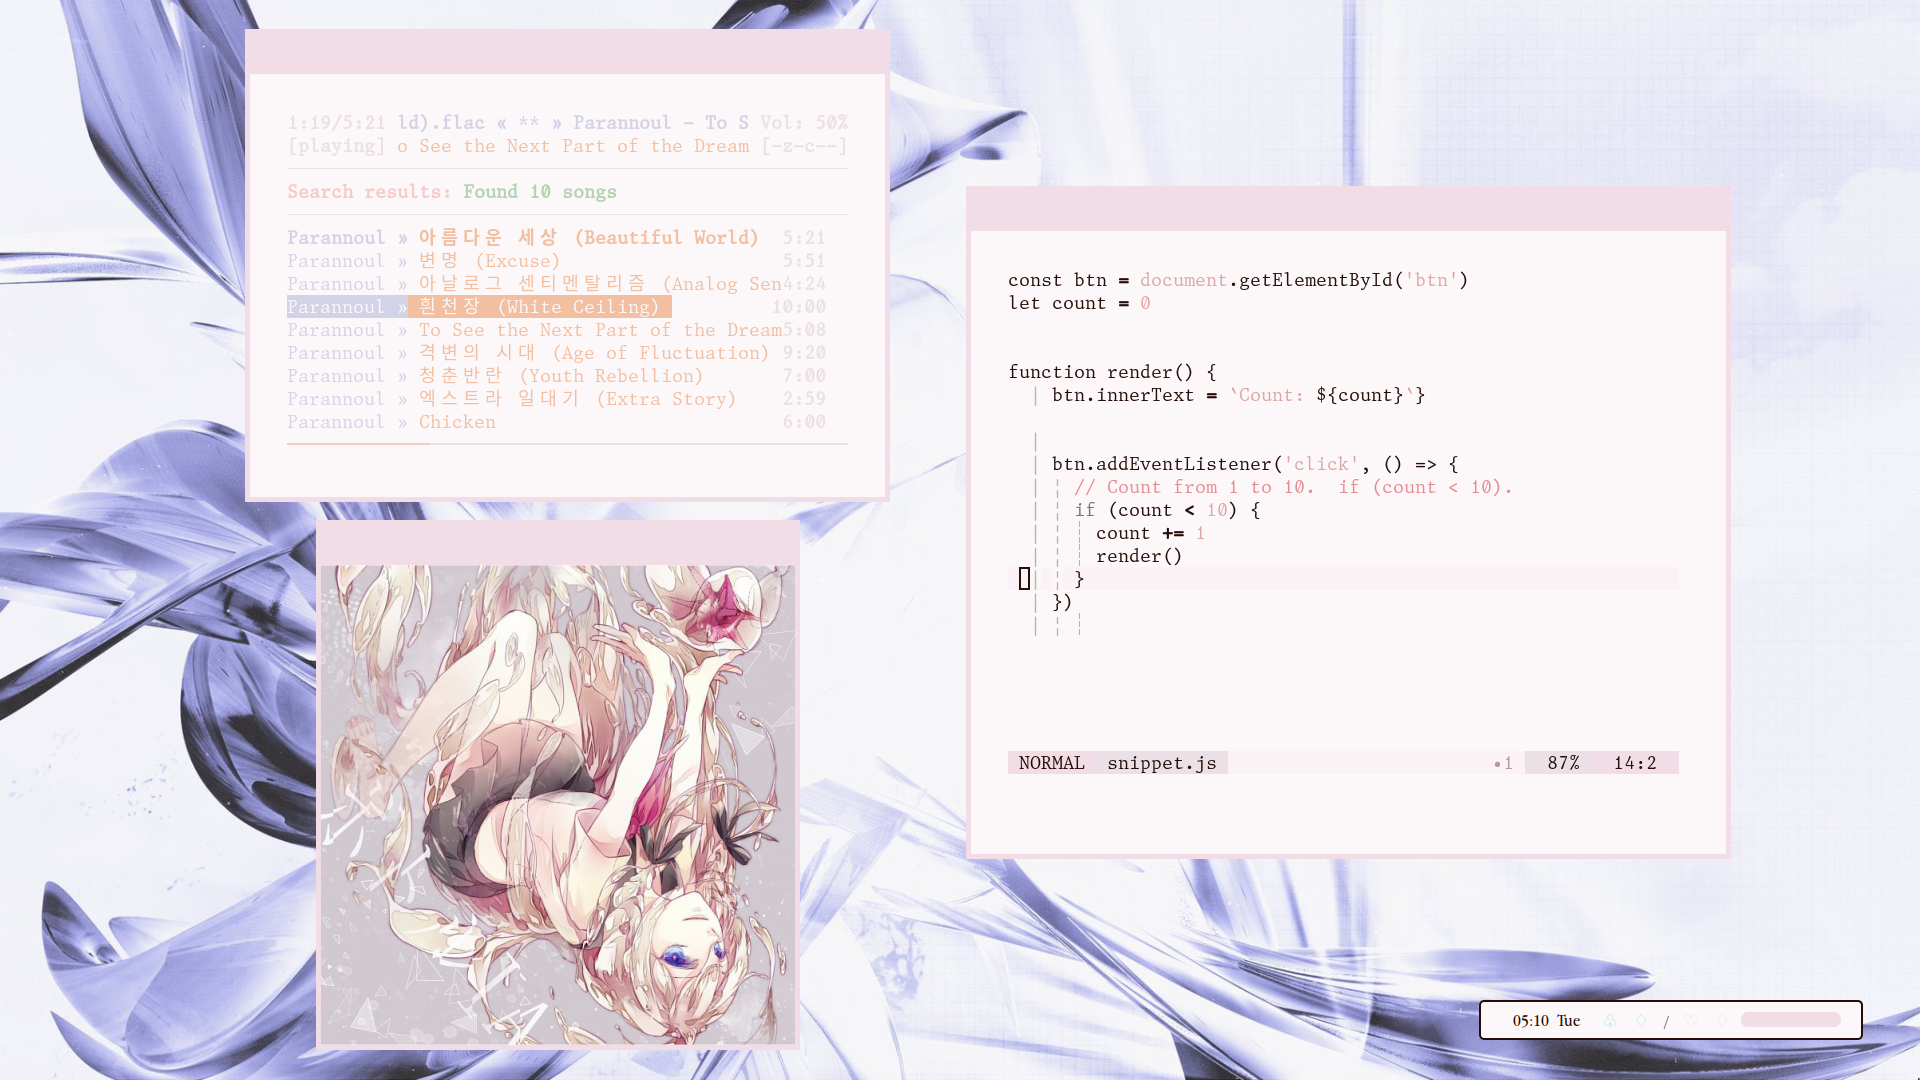 1:19/5:21 ld).flac « ** » Parannoul - To S Vol: 50%
[playing] o See the Next Part of the Dream [-z-c--]
Search results: Found 10 songs
Parannoul » 아름다운 세상 (Beautiful World) 5:21
Parannoul » 변명 (Excuse) 5:51
Parannoul » 아날로그 센티멘탈리즘 (Analog Sen4:24
Parannoul » 흰천장 (White Ceiling) 10:00
Parannoul » To See the Next Part of the Dream5:08
Parannoul » 격변의 시대 (Age of Fluctuation) 9:20
Parannoul » 청춘반란 (Youth Rebellion) 7:00
Parannoul » 엑스트라 일대기 (Extra Story) 2:59
Parannoul » Chicken 6:00
const btn = document.getElementById('btn')
let count = 0
function render() {
btn.innerText = `Count: ${count}`}
btn.addEventListener('click', () => {
// Count from 1 to 10.  if (count < 10).
if (count < 10) {
count += 1
render()
}
})
NORMAL snippet.js •1 87% 14:2
05:10 Tue /